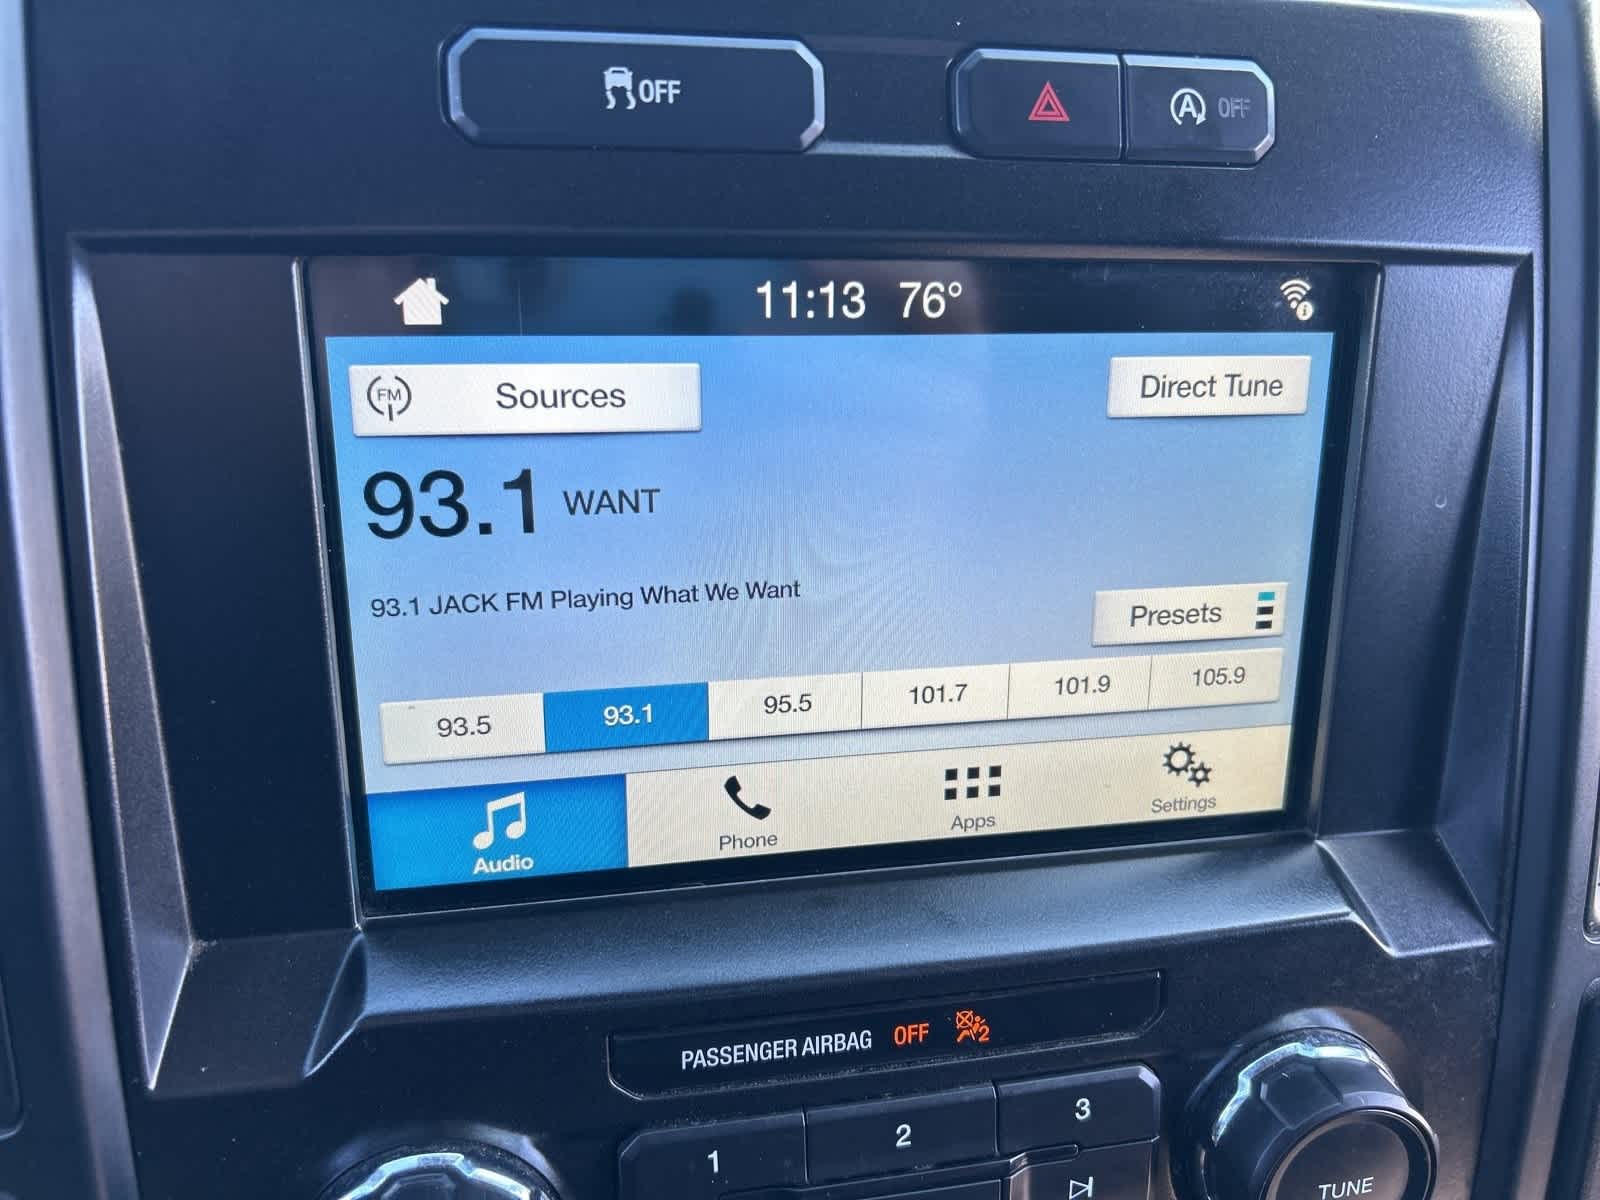 OFF
A OFF
11:13 76°
i
FM Sources
Direct Tune
93.1 WANT
93.1 JACK FM Playing What We Want
Presets
93.5 93.1 95.5 101.7 101.9 105.9
Audio Phone Apps Settings
PASSENGER AIRBAG OFF 2
1 2 3
TUNE